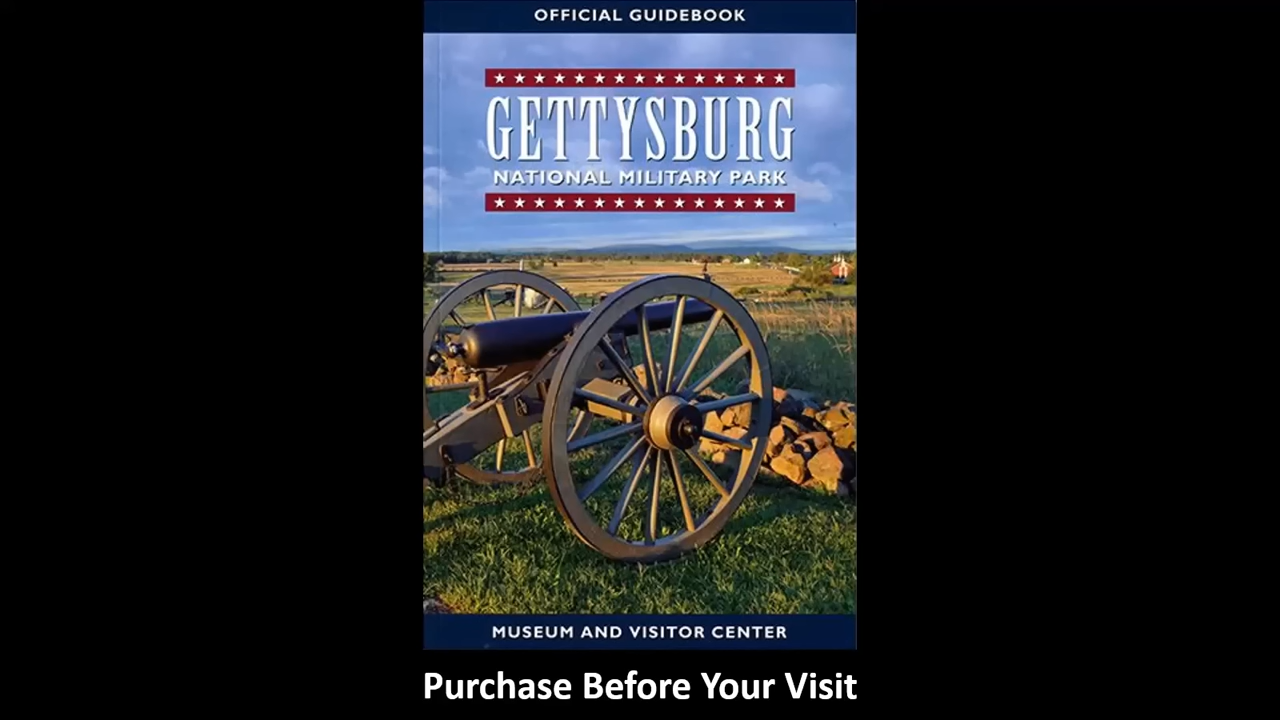 OFFICIAL GUIDEBOOK
GETTYSBURG
NATIONAL MILITARY PARK
MUSEUM AND VISITOR CENTER
Purchase Before Your Visit